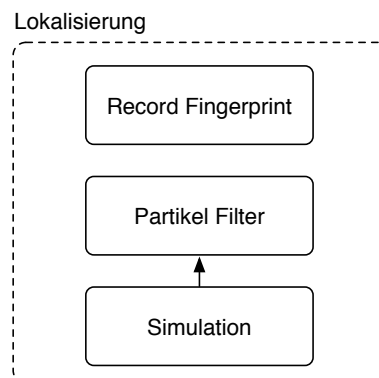 Lokalisierung
Record Fingerprint
Partikel Filter
Simulation